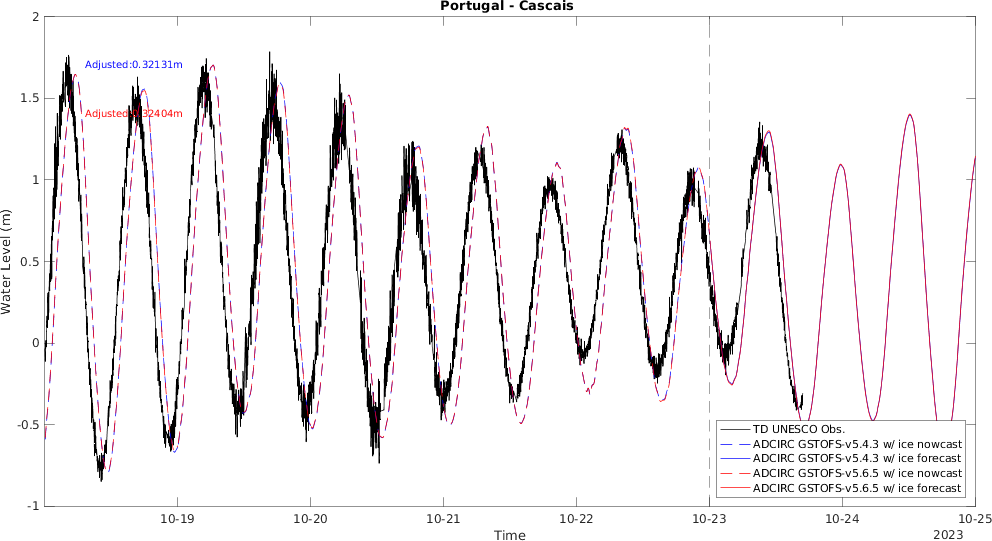 Portugal - Cascais
2
1.5
1
0.5
0
-0.5
-1
Water Level (m)
Adjusted:0.32131m
Adjusted:0.32404m
TD UNESCO Obs.
ADCIRC GSTOFS-v5.4.3 w/ ice nowcast
ADCIRC GSTOFS-v5.4.3 w/ ice forecast
ADCIRC GSTOFS-v5.6.5 w/ ice nowcast
ADCIRC GSTOFS-v5.6.5 w/ ice forecast
10-19 10-20 10-21 10-22 10-23 10-24 10-25
Time
2023